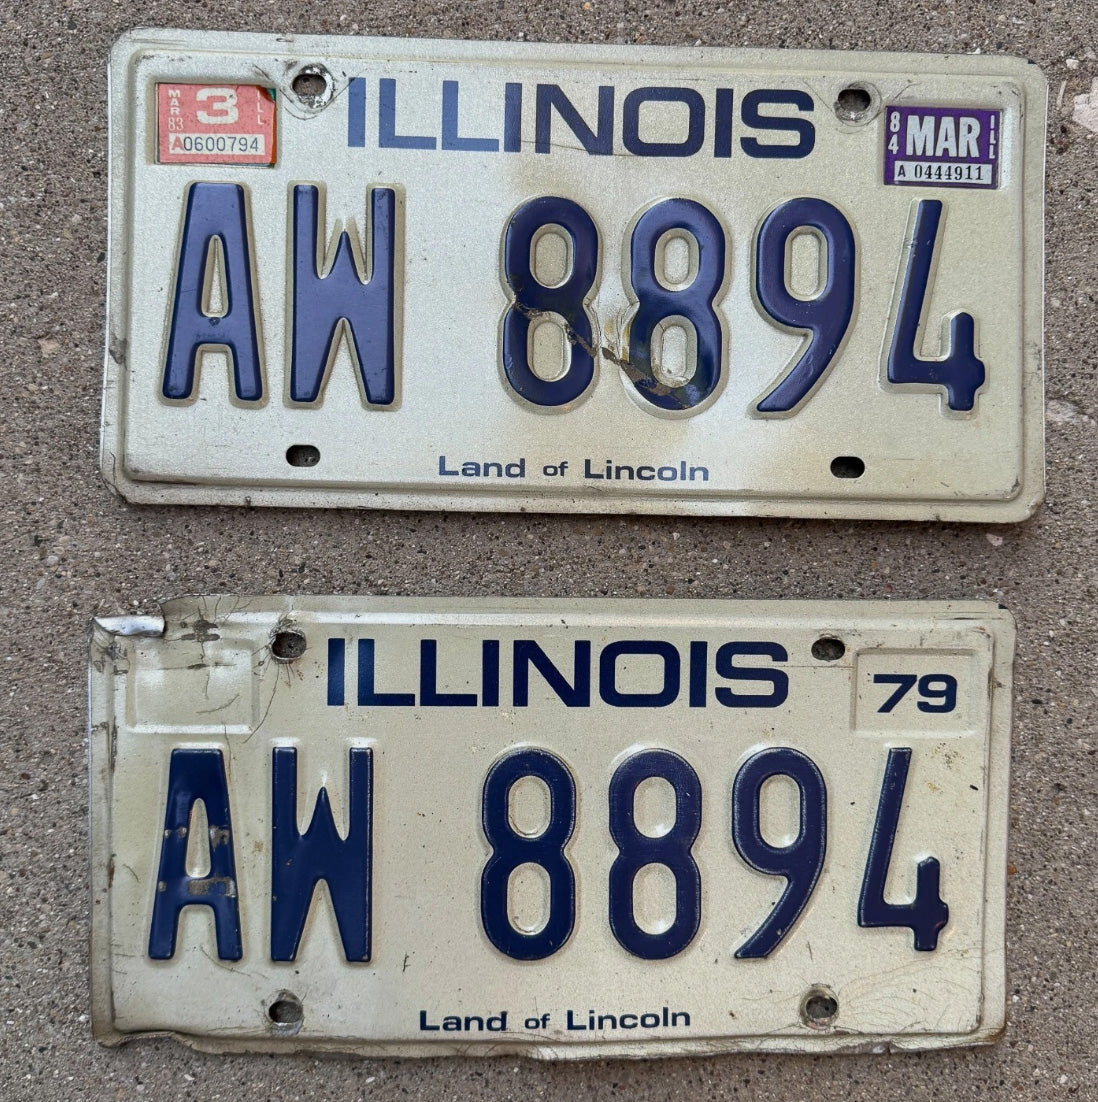 MAR 83 3 ILL
A0600794
ILLINOIS
84 MAR ILL
A 0444911
AW 8894
Land of Lincoln
ILLINOIS
79
AW 8894
Land of Lincoln